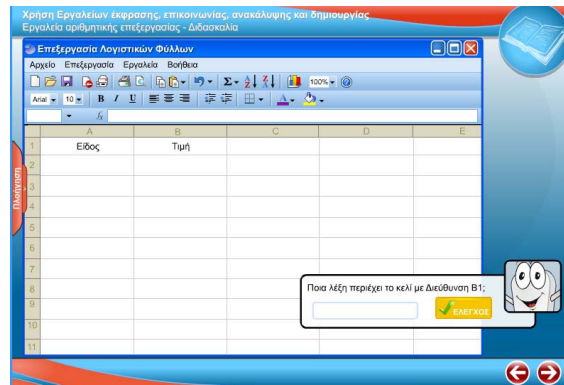 Χρήση Εργαλείων έκφρασης, επικοινωνίας, ανακάλυψης και δημιουργίας
Εργαλεία αριθμητικής επεξεργασίας - Διδασκαλία
Επεξεργασία Λογιστικών Φύλλων
Αρχείο Επεξεργασία Εργαλεία Βοήθεια
100%
Arial 10 B I U
fx
A B C D E
1 Είδος Τιμή
2
3
4
5
6
7
8
9
10
11
Πλοήγηση
Ποια λέξη περιέχει το κελί με Διεύθυνση B1;
ΕΛΕΓΧΟΣ